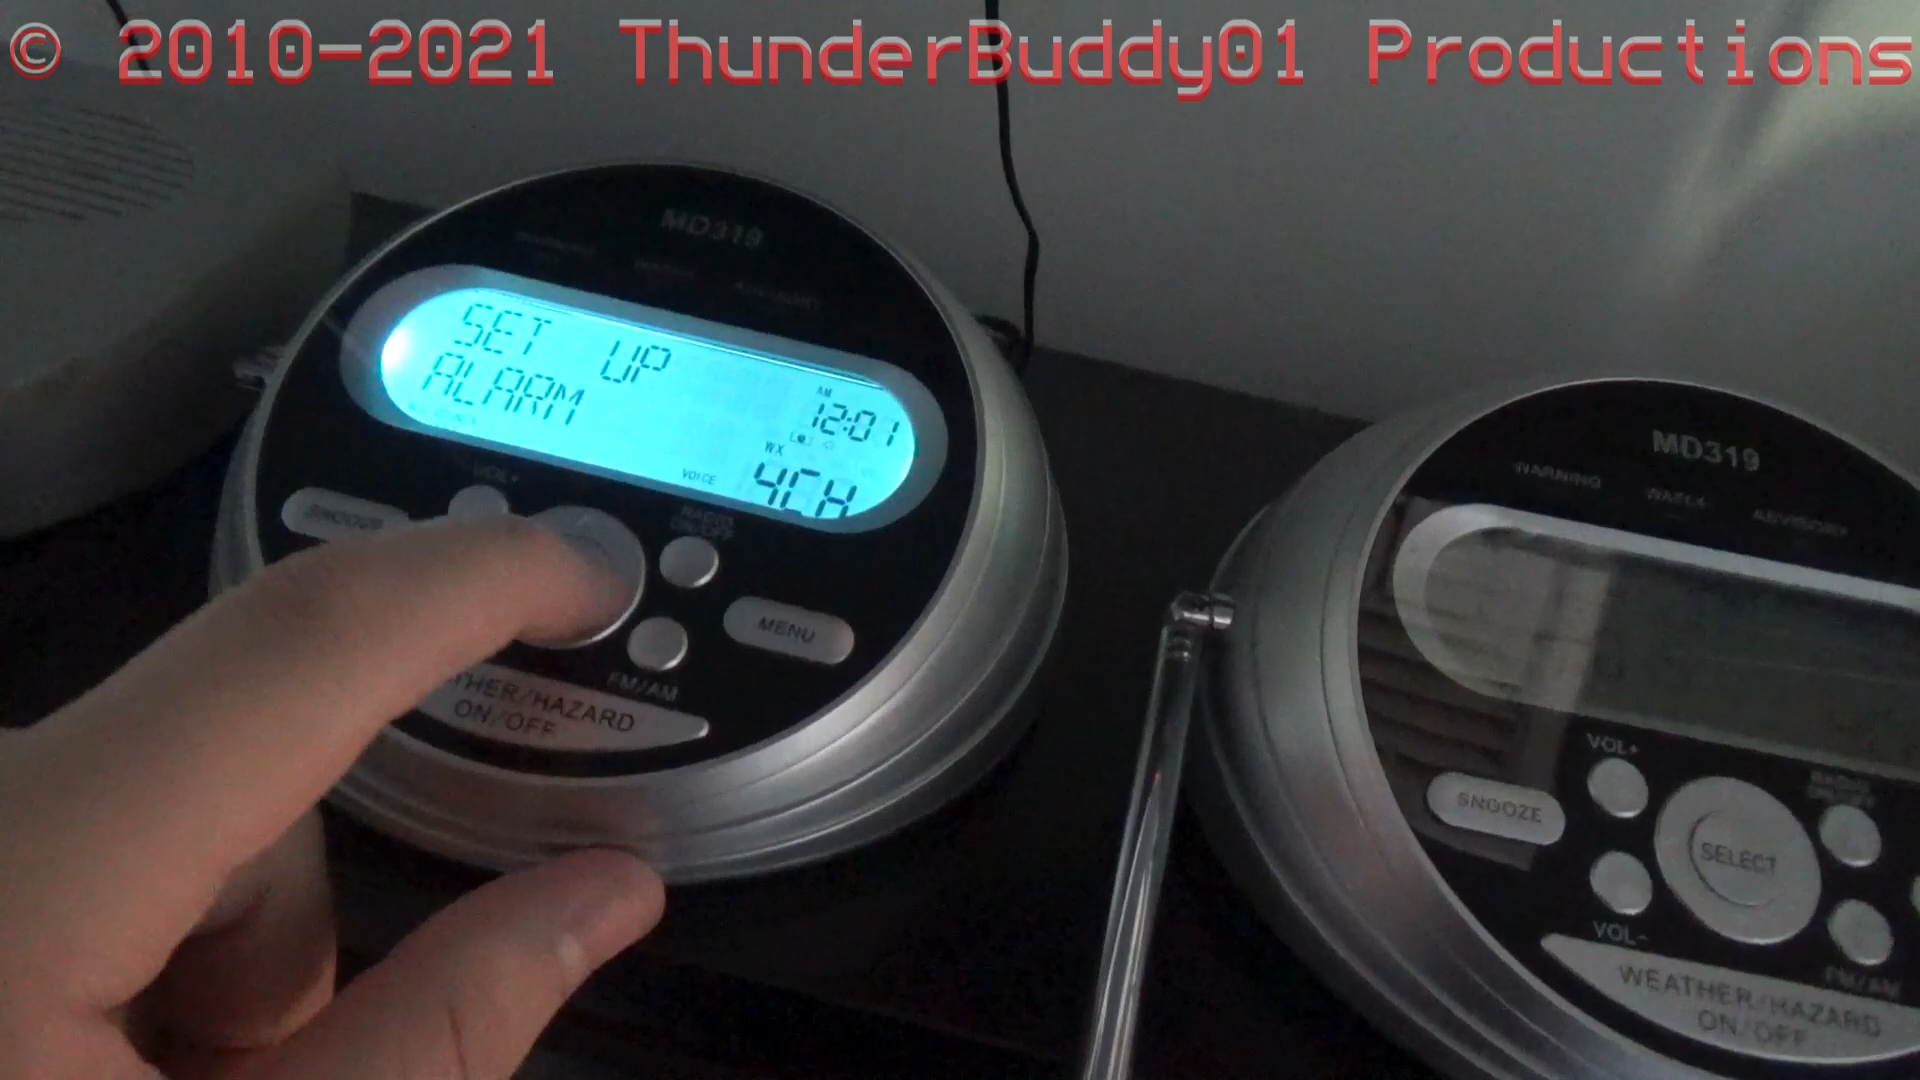 © 2010-2021 ThunderBuddy01 Productions
MD319
SET UP
ALARM
AM
12:01
WX
VOICE
4CH
VOL+
SNOOZE
RADIO
ON/OFF
MENU
FM/AM
THER/HAZARD
ON/OFF
MD319
WARNING
WATCH
ADVISORY
VOL+
SNOOZE
SELECT
RADIO
ON/OFF
VOL-
FM/AM
WEATHER/HAZARD
ON/OFF